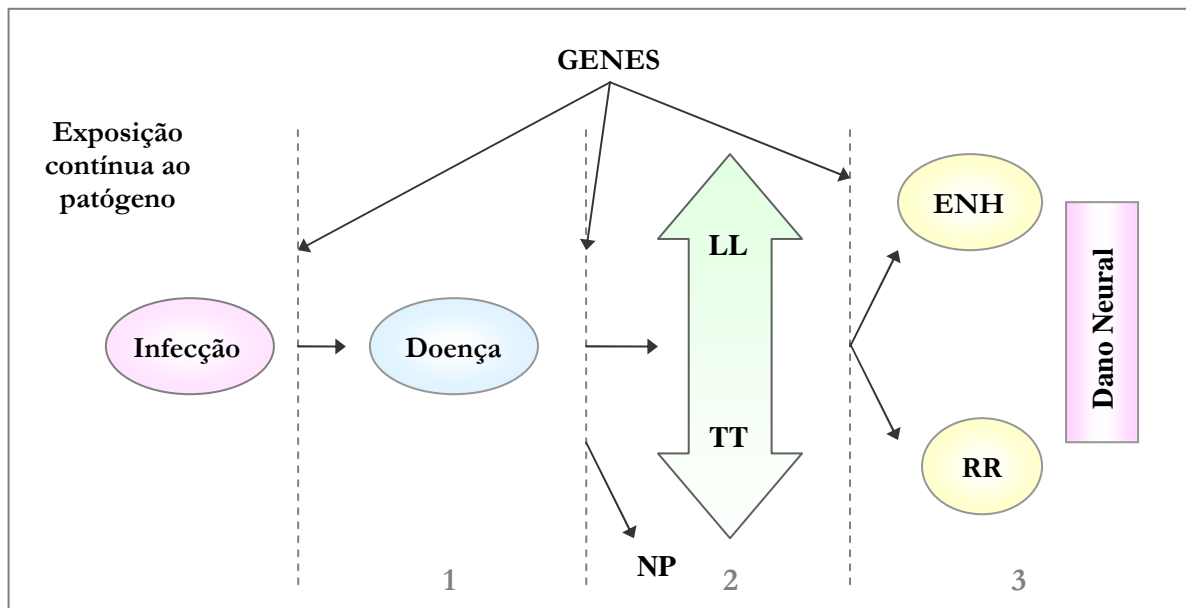 GENES
Exposição
contínua ao
patógeno
Infecção
Doença
LL
TT
NP
ENH
RR
Dano Neural
1
2
3